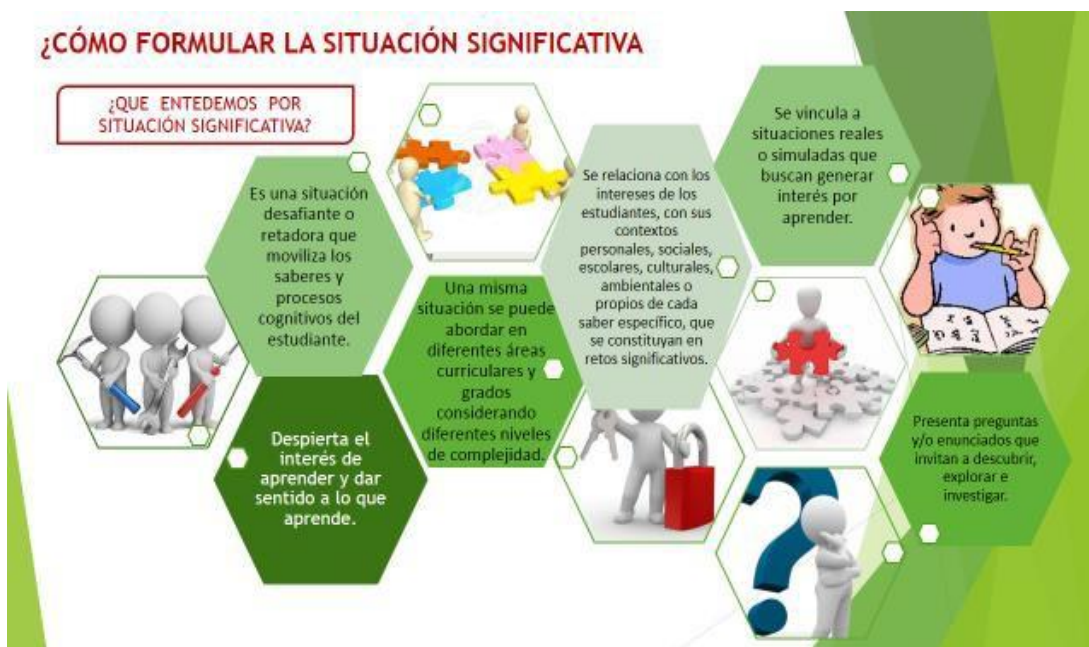 ¿CÓMO FORMULAR LA SITUACIÓN SIGNIFICATIVA
¿QUE ENTEDEMOS POR
SITUACIÓN SIGNIFICATIVA?
Es una situación
desafiante o
retadora que
moviliza los
saberes y
procesos
cognitivos del
estudiante.
Despierta el
interés de
aprender y dar
sentido a lo que
aprende.
Una misma
situación se puede
abordar en
diferentes áreas
curriculares y
grados
considerando
diferentes niveles
de complejidad.
Se relaciona con los
intereses de los
estudiantes, con sus
contextos
personales, sociales,
escolares, culturales,
ambientales o
propios de cada
saber específico, que
se constituyan en
retos significativos.
Se vincula a
situaciones reales
o simuladas que
buscan generar
interés por
aprender.
Presenta preguntas
y/o enunciados que
invitan a descubrir,
explorar e
investigar.